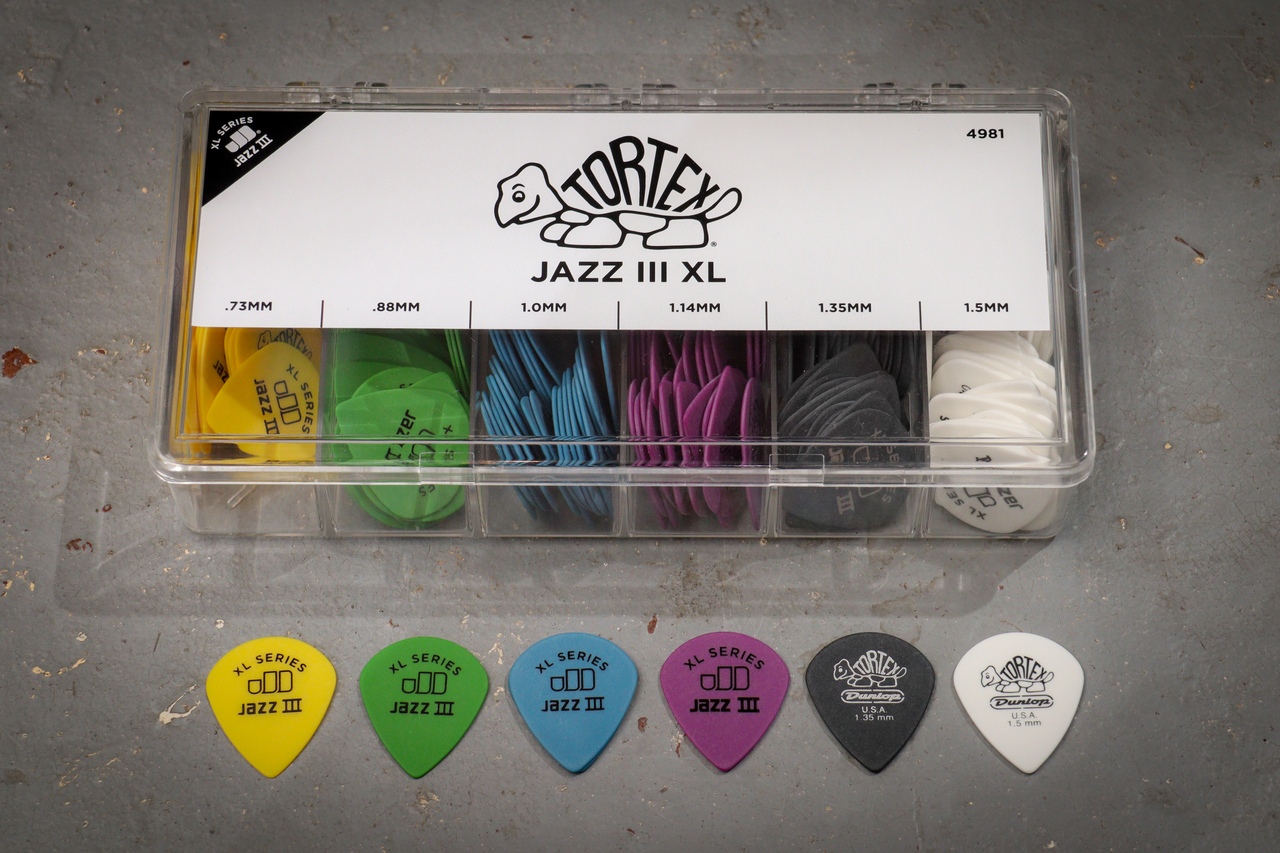 XL SERIES
Jazz III
4981
TORTEX
JAZZ III XL
.73MM
.88MM
1.0MM
1.14MM
1.35MM
1.5MM
XL SERIES
Jazz III
XL SERIES
Jazz III
XL SERIES
Jazz III
XL SERIES
Jazz III
TORTEX
Dunlop
U.S.A.
1.35 mm
TORTEX
Dunlop
U.S.A.
1.5 mm